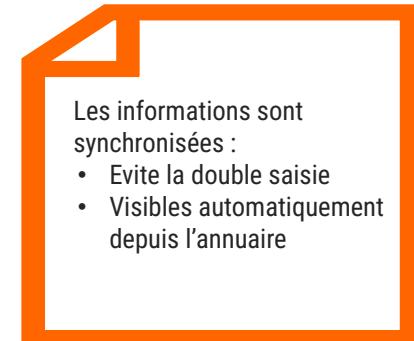 Les informations sont
synchronisées :
• Evite la double saisie
• Visibles automatiquement
depuis l’annuaire